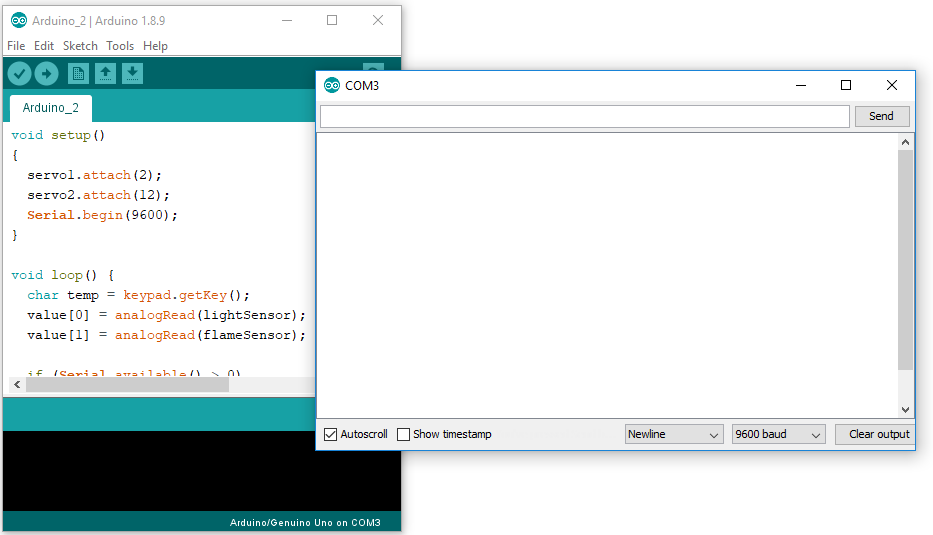 Arduino_2 | Arduino 1.8.9
File Edit Sketch Tools Help
Arduino_2
void setup()
{
servo1.attach(2);
servo2.attach(12);
Serial.begin(9600);
}
void loop() {
char temp = keypad.getKey();
value[0] = analogRead(lightSensor);
value[1] = analogRead(flameSensor);
if (Serial.available() > 0)
Arduino/Genuino Uno on COM3
COM3
Send
Autoscroll Show timestamp Newline 9600 baud Clear output